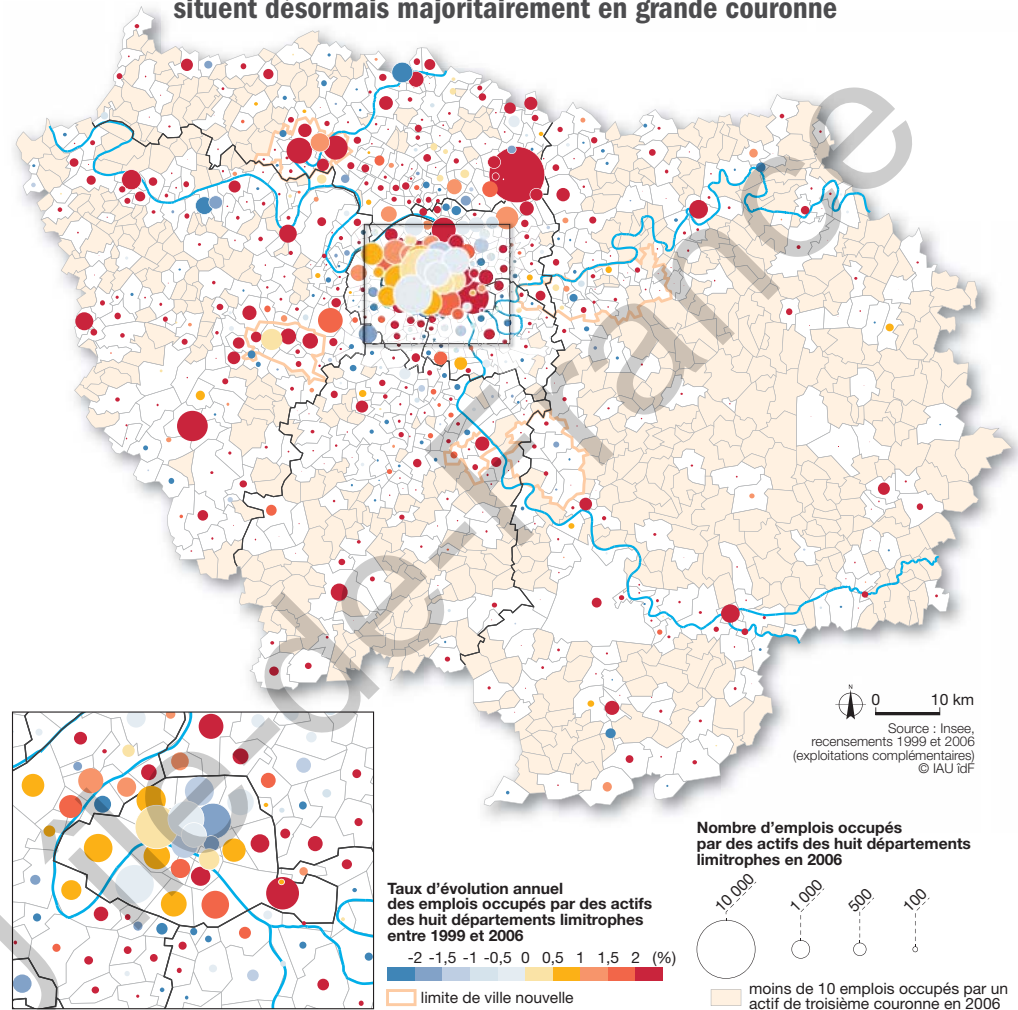 situent désormais majoritairement en grande couronne
N
0 10 km
Source : Insee,
recensements 1999 et 2006
(exploitations complémentaires)
© IAU îdF
Nombre d'emplois occupés
par des actifs des huit départements
limitrophes en 2006
10 000 1 000 500 100
moins de 10 emplois occupés par un
actif de troisième couronne en 2006
Taux d'évolution annuel
des emplois occupés par des actifs
des huit départements limitrophes
entre 1999 et 2006
-2 -1,5 -1 -0,5 0 0,5 1 1,5 2 (%)
limite de ville nouvelle
île-de-France